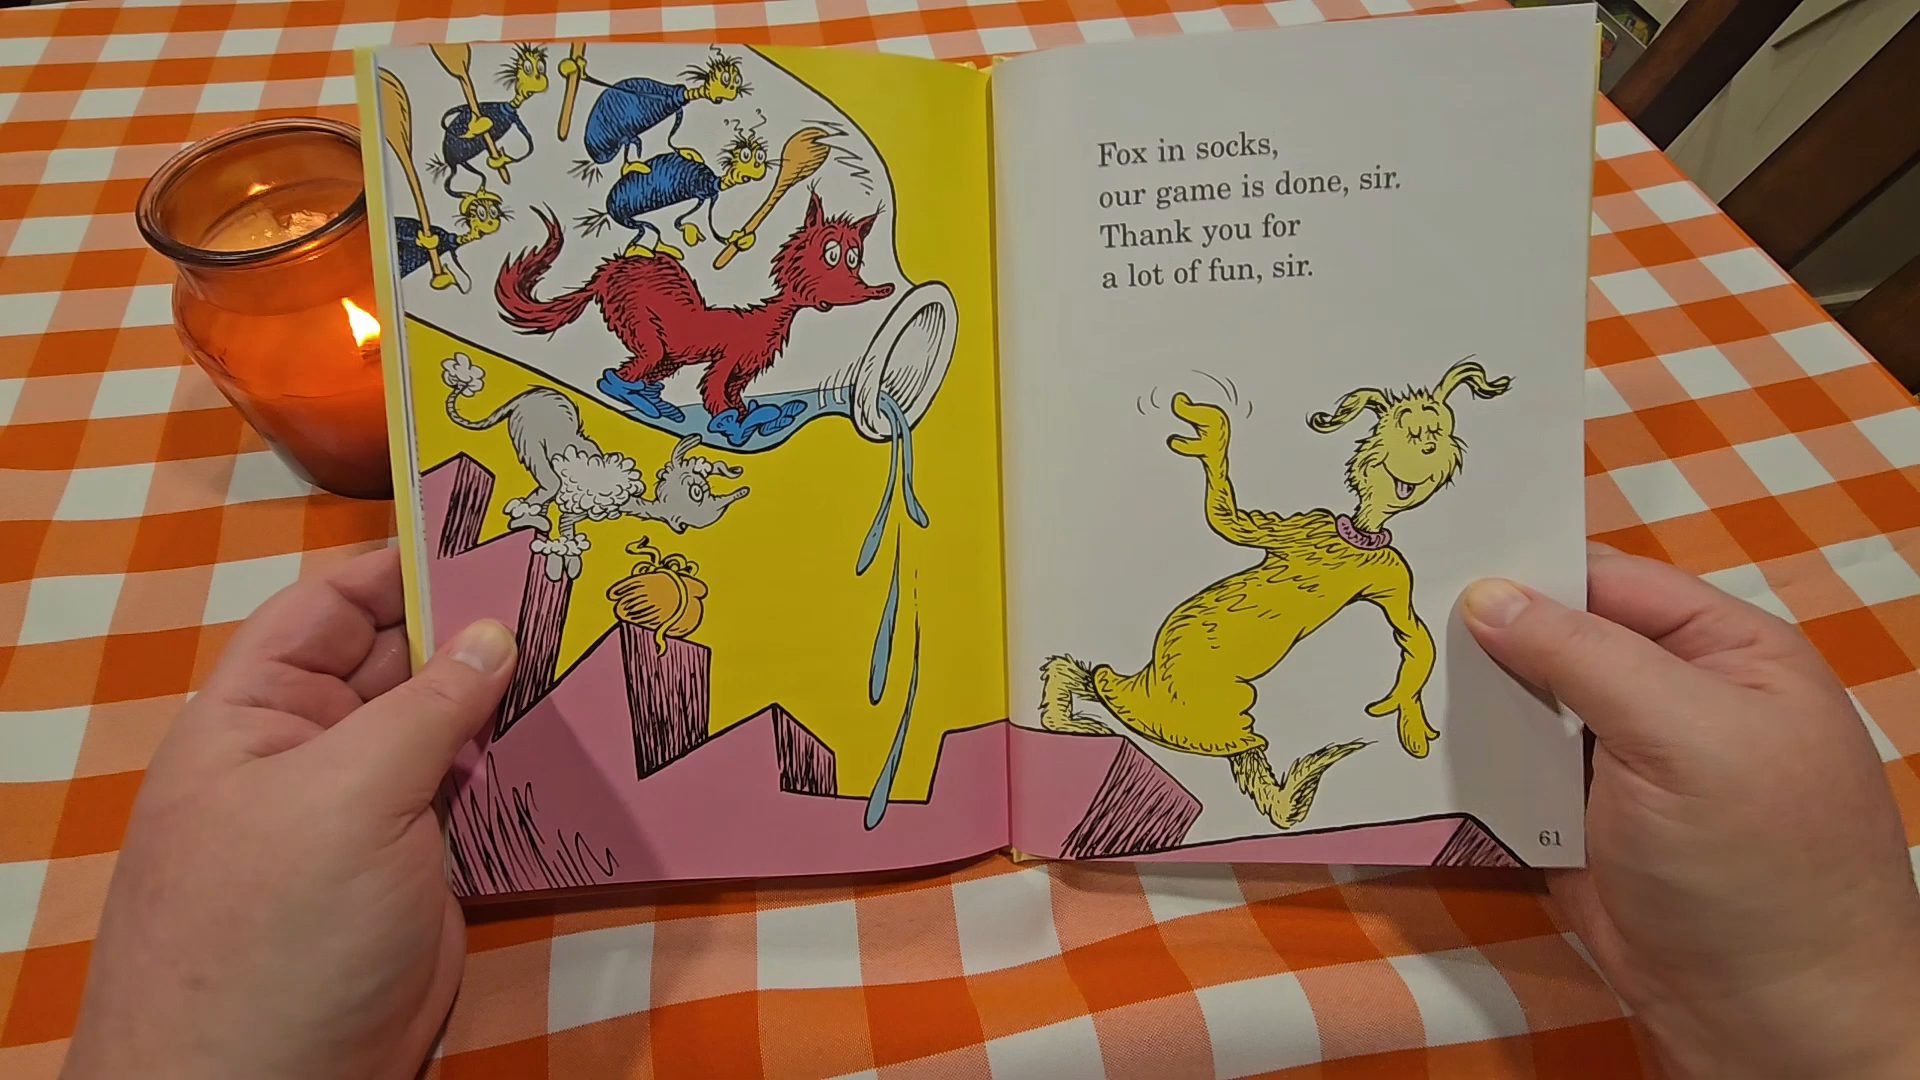 Fox in socks,
our game is done, sir.
Thank you for
a lot of fun, sir.
61